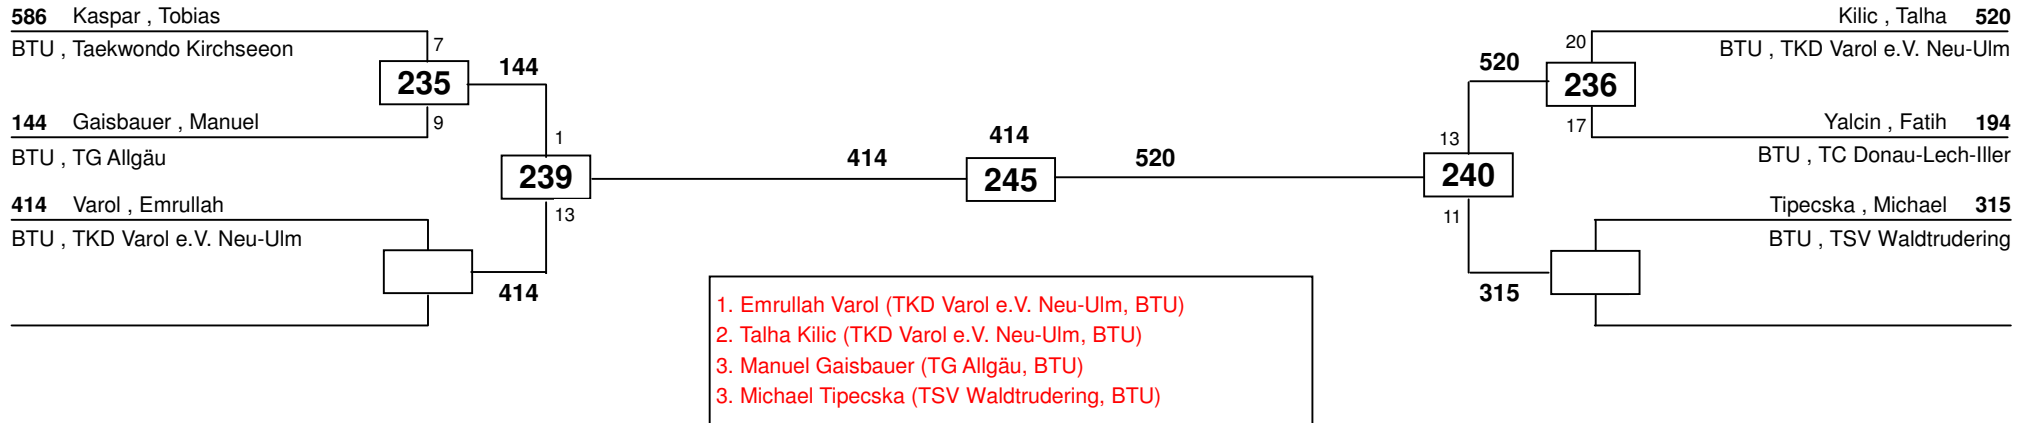 586 Kaspar , Tobias
BTU , Taekwondo Kirchseeon
7
235
144
144 Gaisbauer , Manuel
9
BTU , TG Allgäu
1
239
13
414 Varol , Emrullah
BTU , TKD Varol e.V. Neu-Ulm
414
414
414
245
520
Kilic , Talha 520
20
BTU , TKD Varol e.V. Neu-Ulm
520
236
Yalcin , Fatih 194
17
BTU , TC Donau-Lech-Iller
13
240
11
Tipecska , Michael 315
BTU , TSV Waldtrudering
315
1. Emrullah Varol (TKD Varol e.V. Neu-Ulm, BTU)
2. Talha Kilic (TKD Varol e.V. Neu-Ulm, BTU)
3. Manuel Gaisbauer (TG Allgäu, BTU)
3. Michael Tipecska (TSV Waldtrudering, BTU)